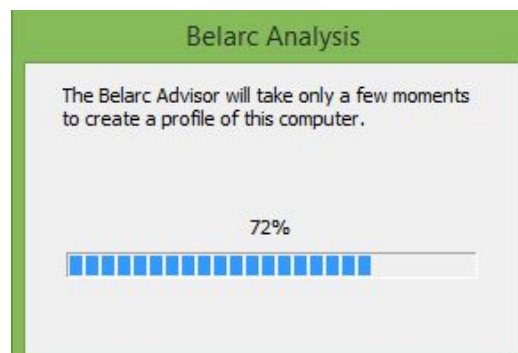 Belarc Analysis
The Belarc Advisor will take only a few moments
to create a profile of this computer.
72%